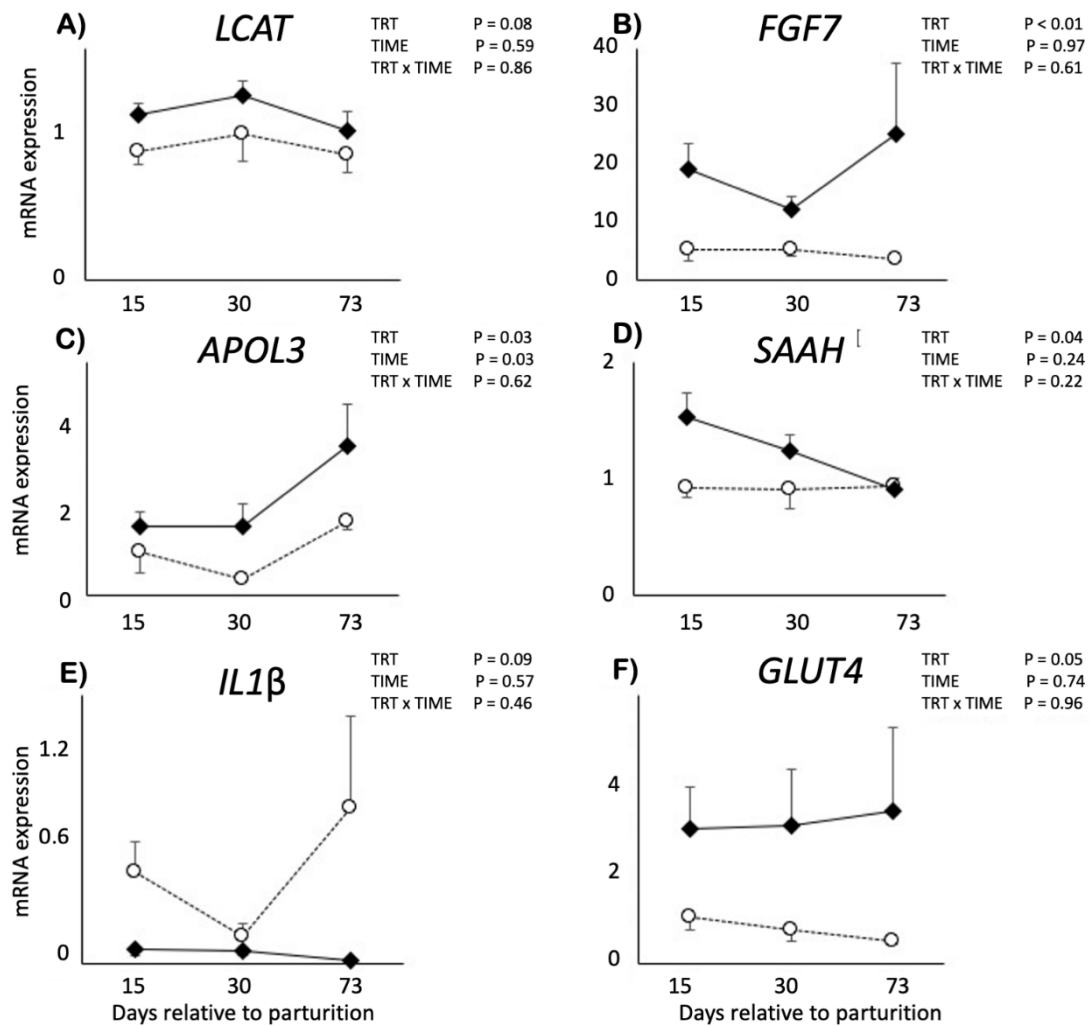 A) LCAT
TRT P = 0.08
TIME P = 0.59
TRT x TIME P = 0.86
mRNA expression
1
0
15 30 73
B) FGF7
TRT P < 0.01
TIME P = 0.97
TRT x TIME P = 0.61
40
30
20
10
0
15 30 73
C) APOL3
TRT P = 0.03
TIME P = 0.03
TRT x TIME P = 0.62
mRNA expression
4
2
0
15 30 73
D) SAAH [
TRT P = 0.04
TIME P = 0.24
TRT x TIME P = 0.22
2
1
0
15 30 73
E) IL1β
TRT P = 0.09
TIME P = 0.57
TRT x TIME P = 0.46
mRNA expression
1.2
0.6
0
15 30 73
Days relative to parturition
F) GLUT4
TRT P = 0.05
TIME P = 0.74
TRT x TIME P = 0.96
4
2
0
15 30 73
Days relative to parturition